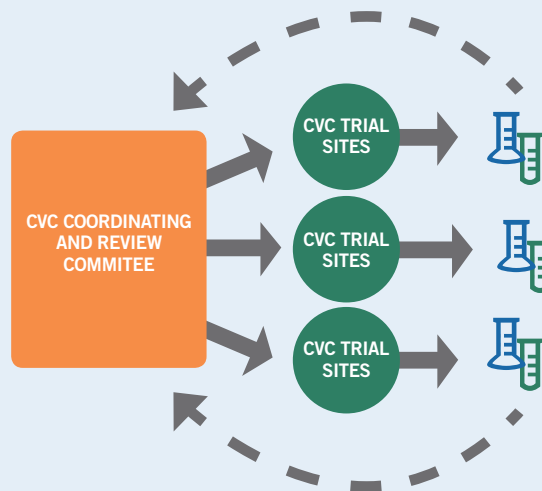 CVC COORDINATING
AND REVIEW
COMMITEE
CVC TRIAL
SITES
CVC TRIAL
SITES
CVC TRIAL
SITES